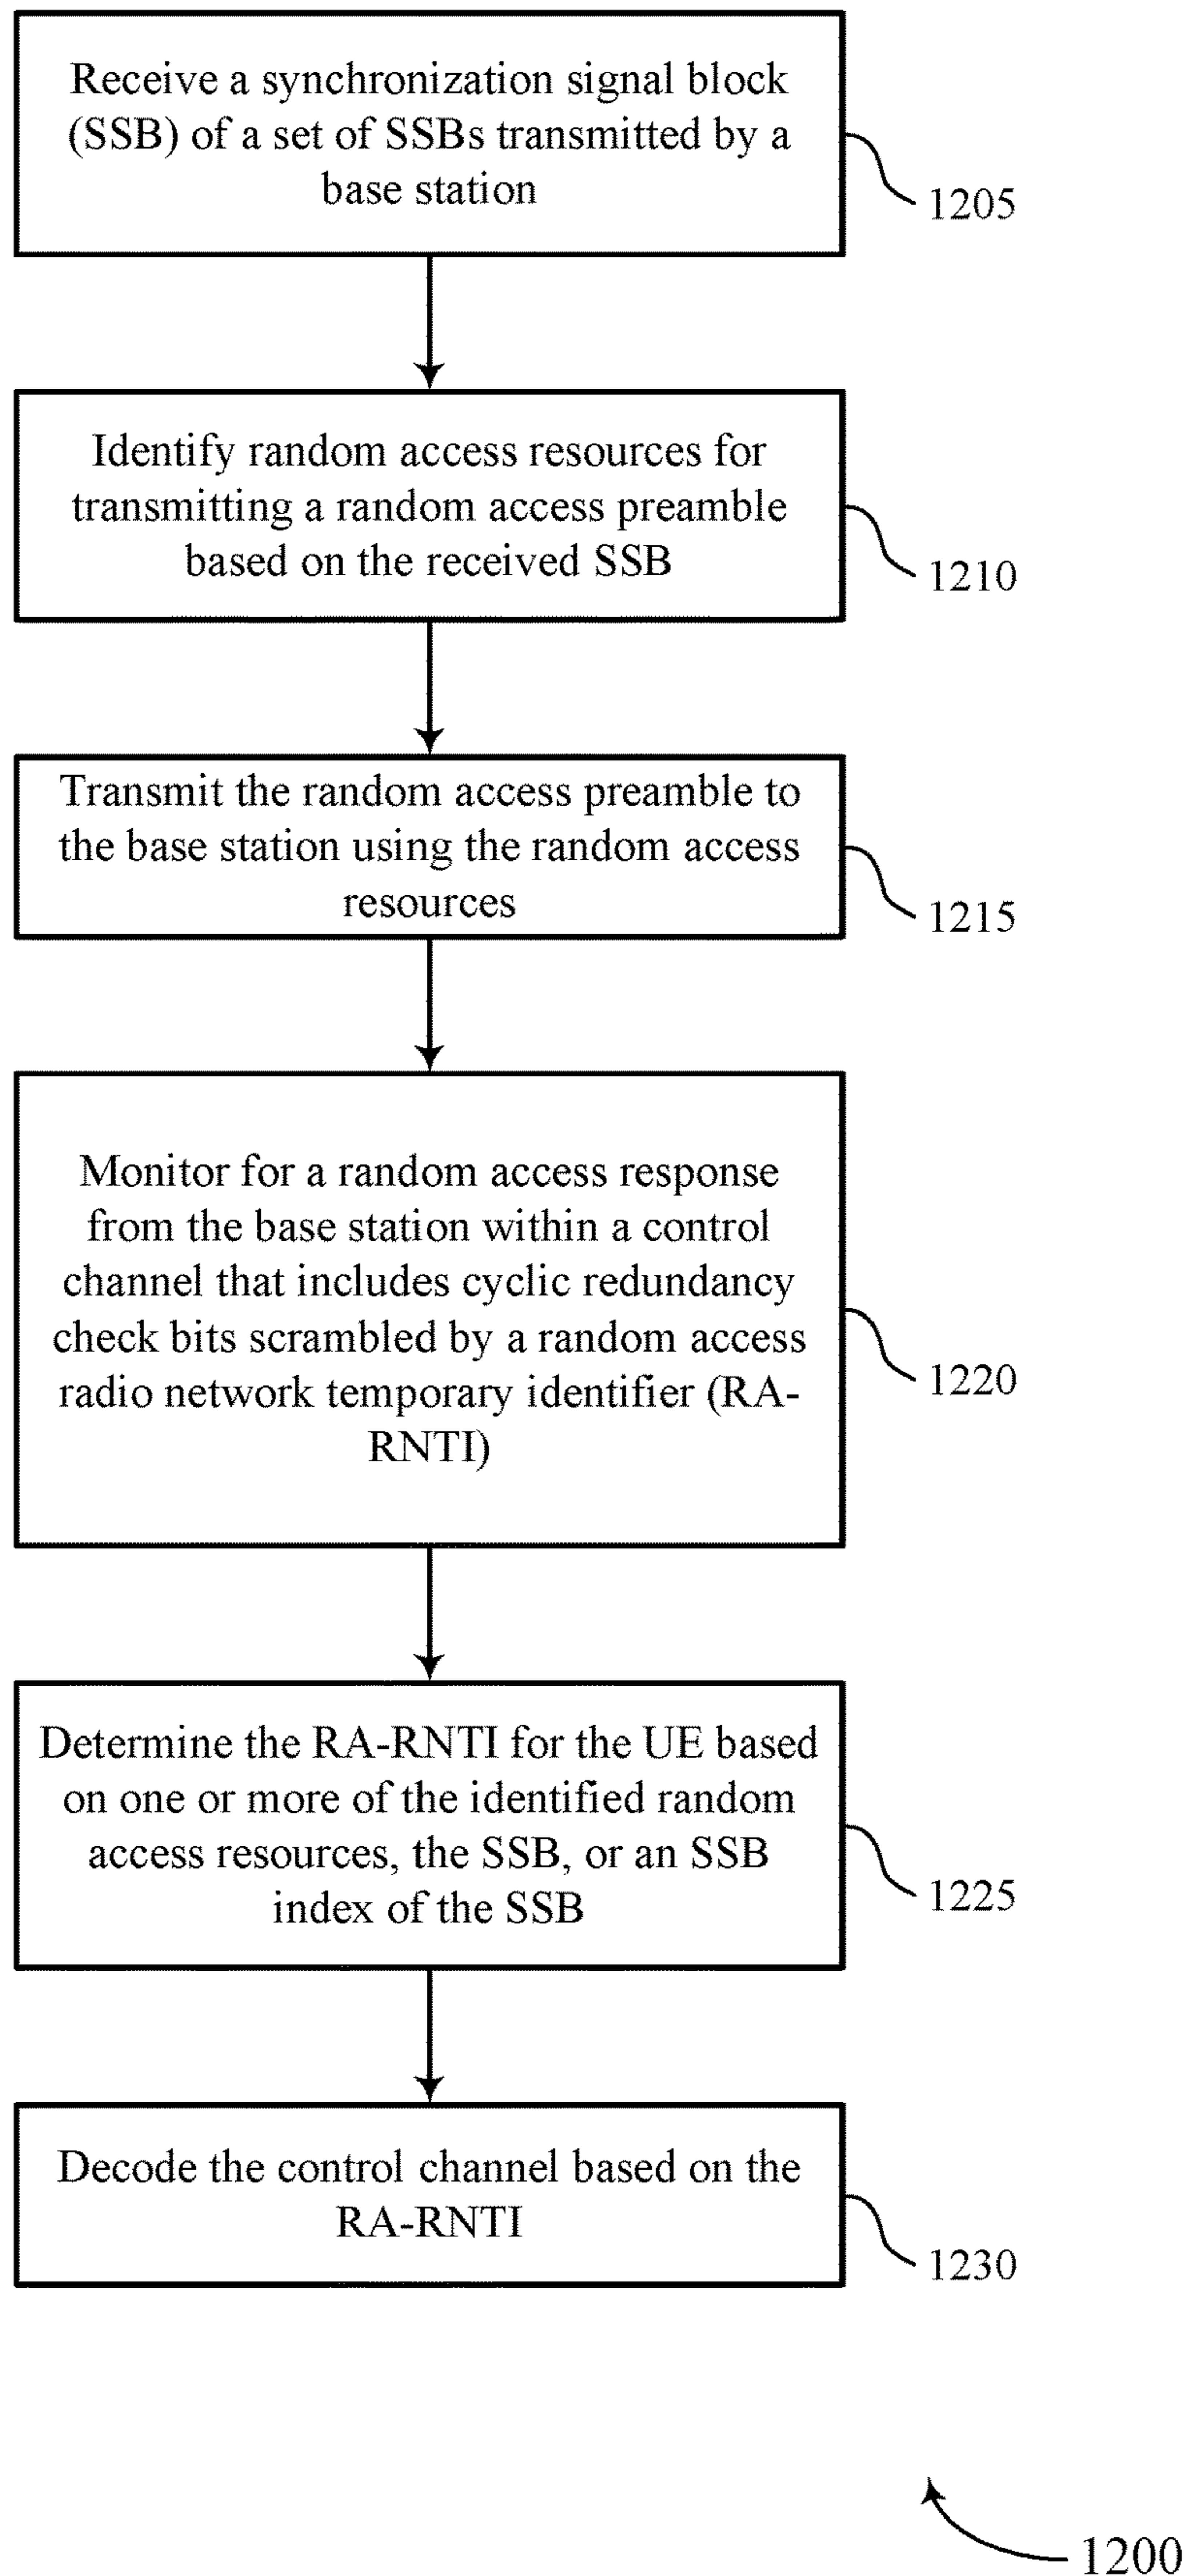 Receive a synchronization signal block
(SSB) of a set of SSBs transmitted by a
base station
1205
Identify random access resources for
transmitting a random access preamble
based on the received SSB
1210
Transmit the random access preamble to
the base station using the random access
resources
1215
Monitor for a random access response
from the base station within a control
channel that includes cyclic redundancy
check bits scrambled by a random access
radio network temporary identifier (RA-
RNTI)
1220
Determine the RA-RNTI for the UE based
on one or more of the identified random
access resources, the SSB, or an SSB
index of the SSB
1225
Decode the control channel based on the
RA-RNTI
1230
1200